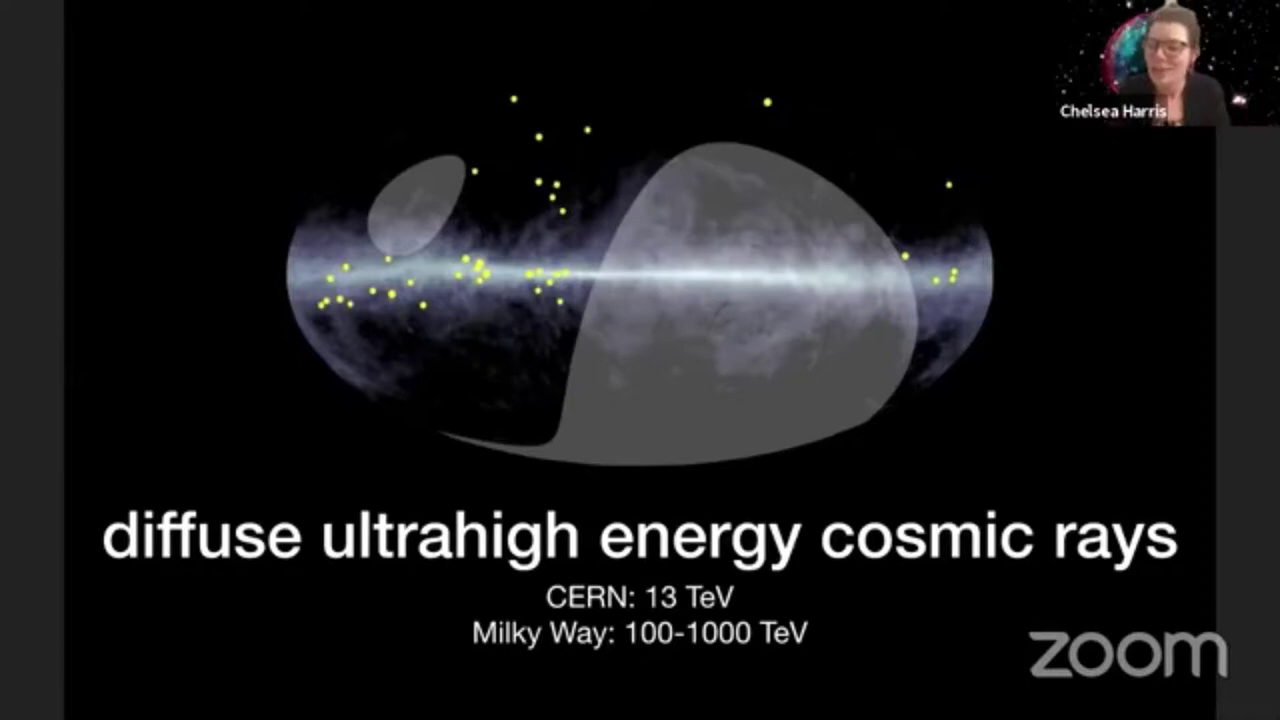 Chelsea Harris
diffuse ultrahigh energy cosmic rays
CERN: 13 TeV
Milky Way: 100-1000 TeV
zoom